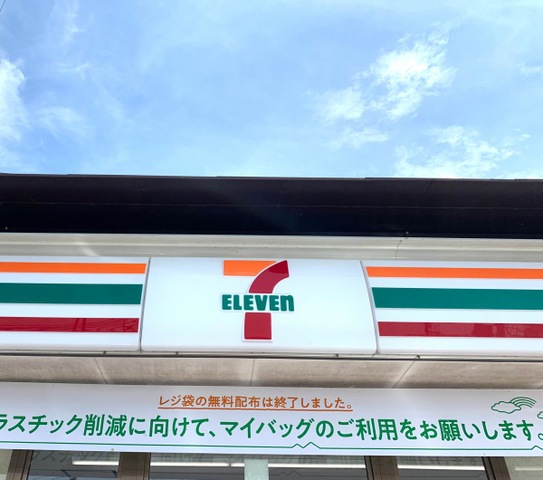 7
ELEVEn
レジ袋の無料配布は終了しました。
ラスチック削減に向けて、マイバッグのご利用をお願いします。